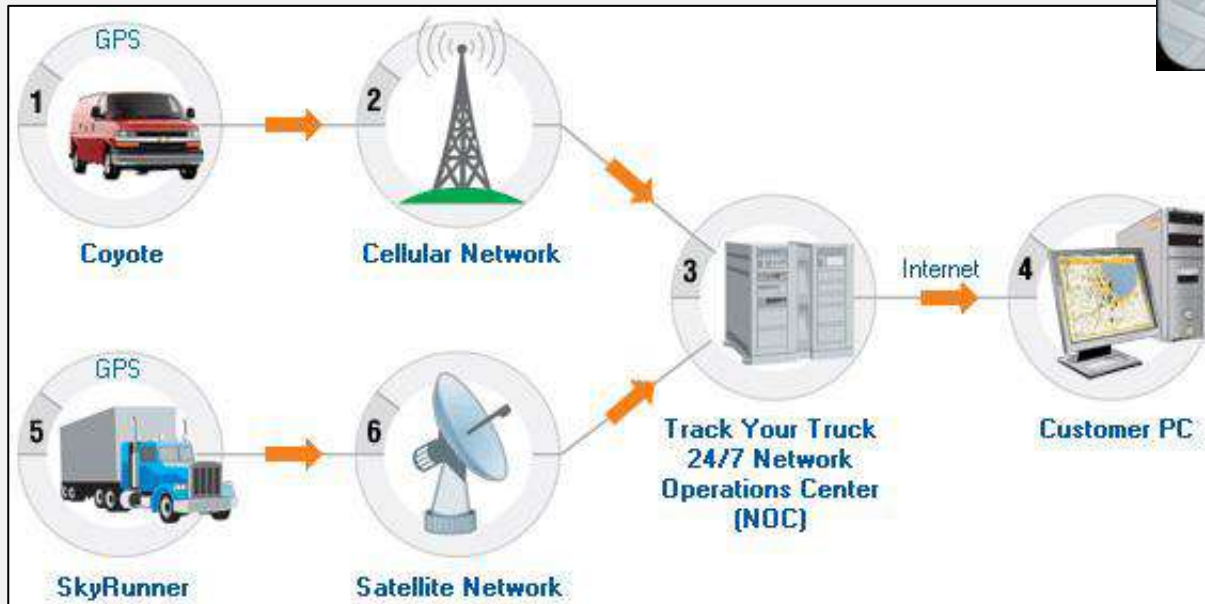 GPS
1
Coyote
2
Cellular Network
3
Track Your Truck
24/7 Network
Operations Center
(NOC)
Internet
4
Customer PC
GPS
5
SkyRunner
6
Satellite Network